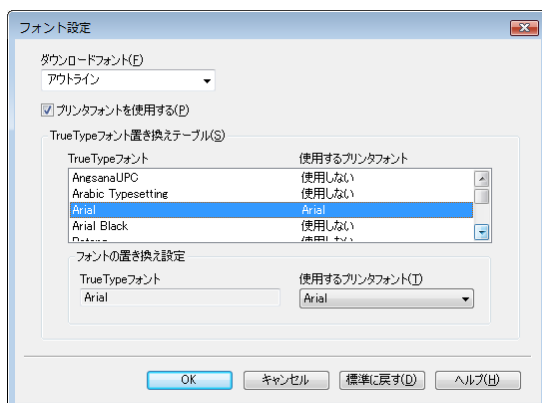 フォント設定
ダウンロードフォント(F)
アウトライン
プリンタフォントを使用する(P)
TrueTypeフォント置き換えテーブル(S)
TrueTypeフォント 使用するプリンタフォント
AngsanaUPC 使用しない
Arabic Typesetting 使用しない
Arial Arial
Arial Black 使用しない
Batang 使用しない
フォントの置き換え設定
TrueTypeフォント 使用するプリンタフォント(T)
Arial Arial
OK キャンセル 標準に戻す(D) ヘルプ(H)